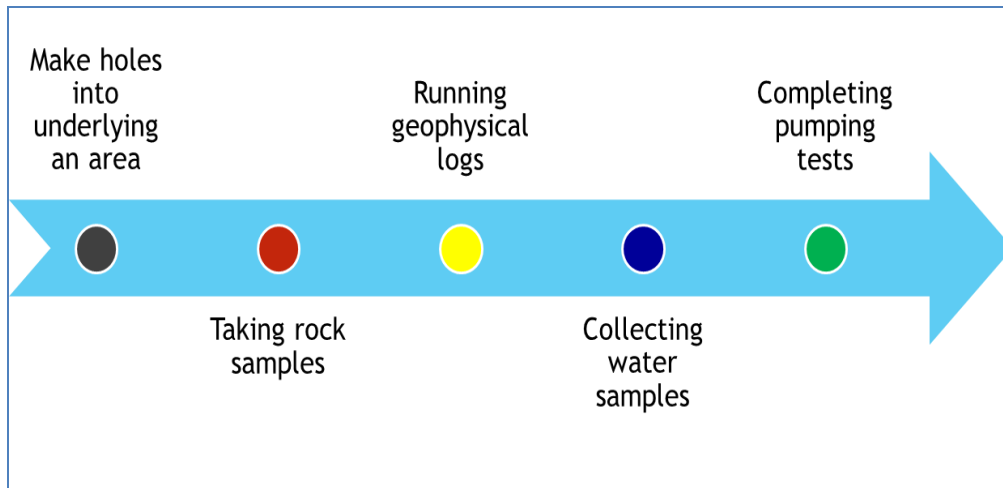 Make holes
into
underlying
an area
Taking rock
samples
Running
geophysical
logs
Collecting
water
samples
Completing
pumping
tests